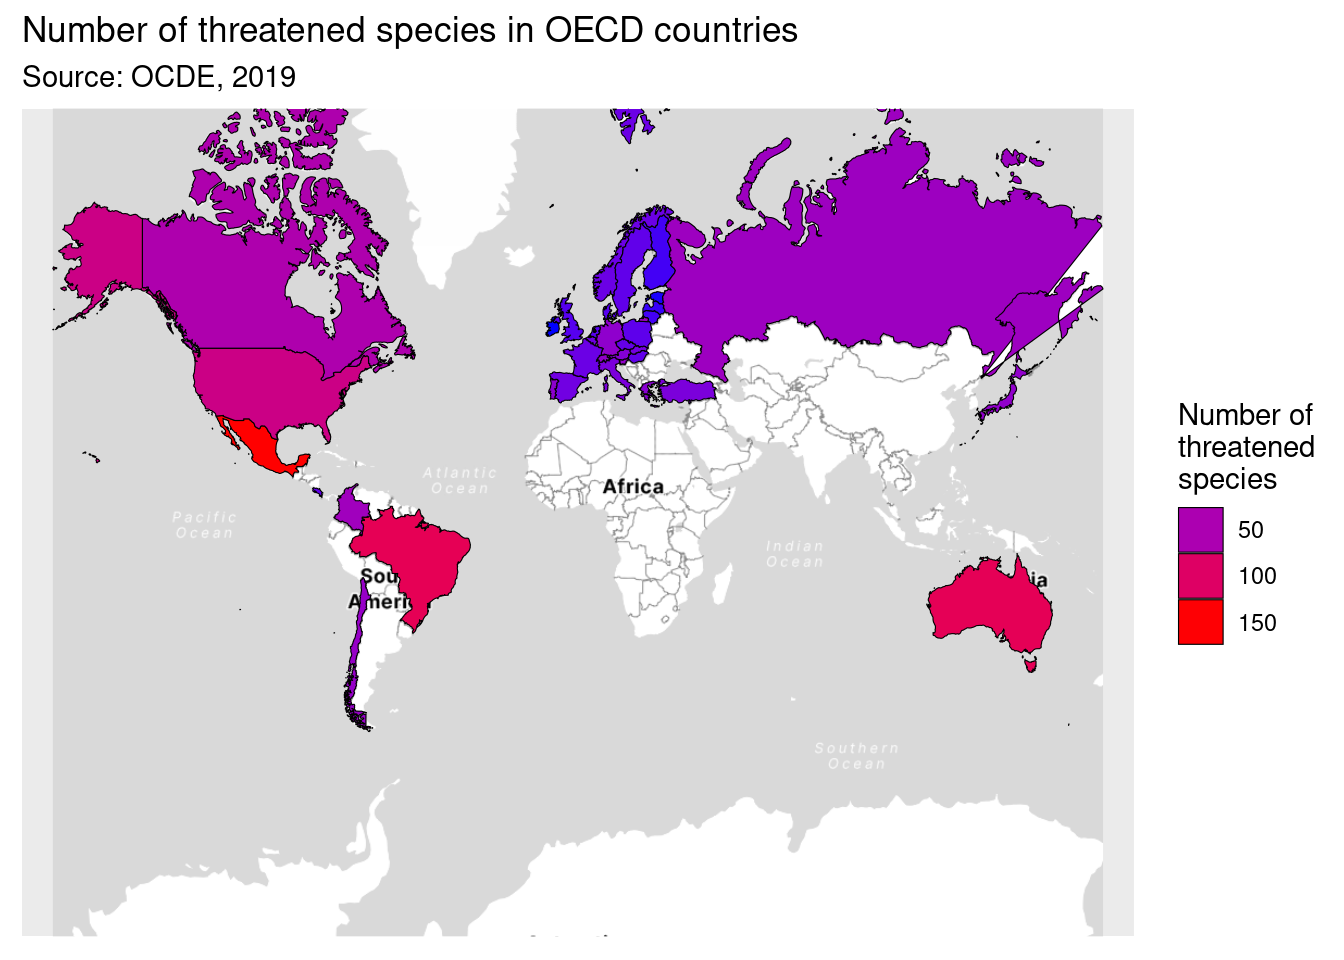 Number of threatened species in OECD countries
Source: OCDE, 2019
Atlantic
Ocean
Africa
Pacific
Ocean
Indian
Ocean
Sou
Ameri
ia
Southern
Ocean
Number of
threatened
species
50
100
150